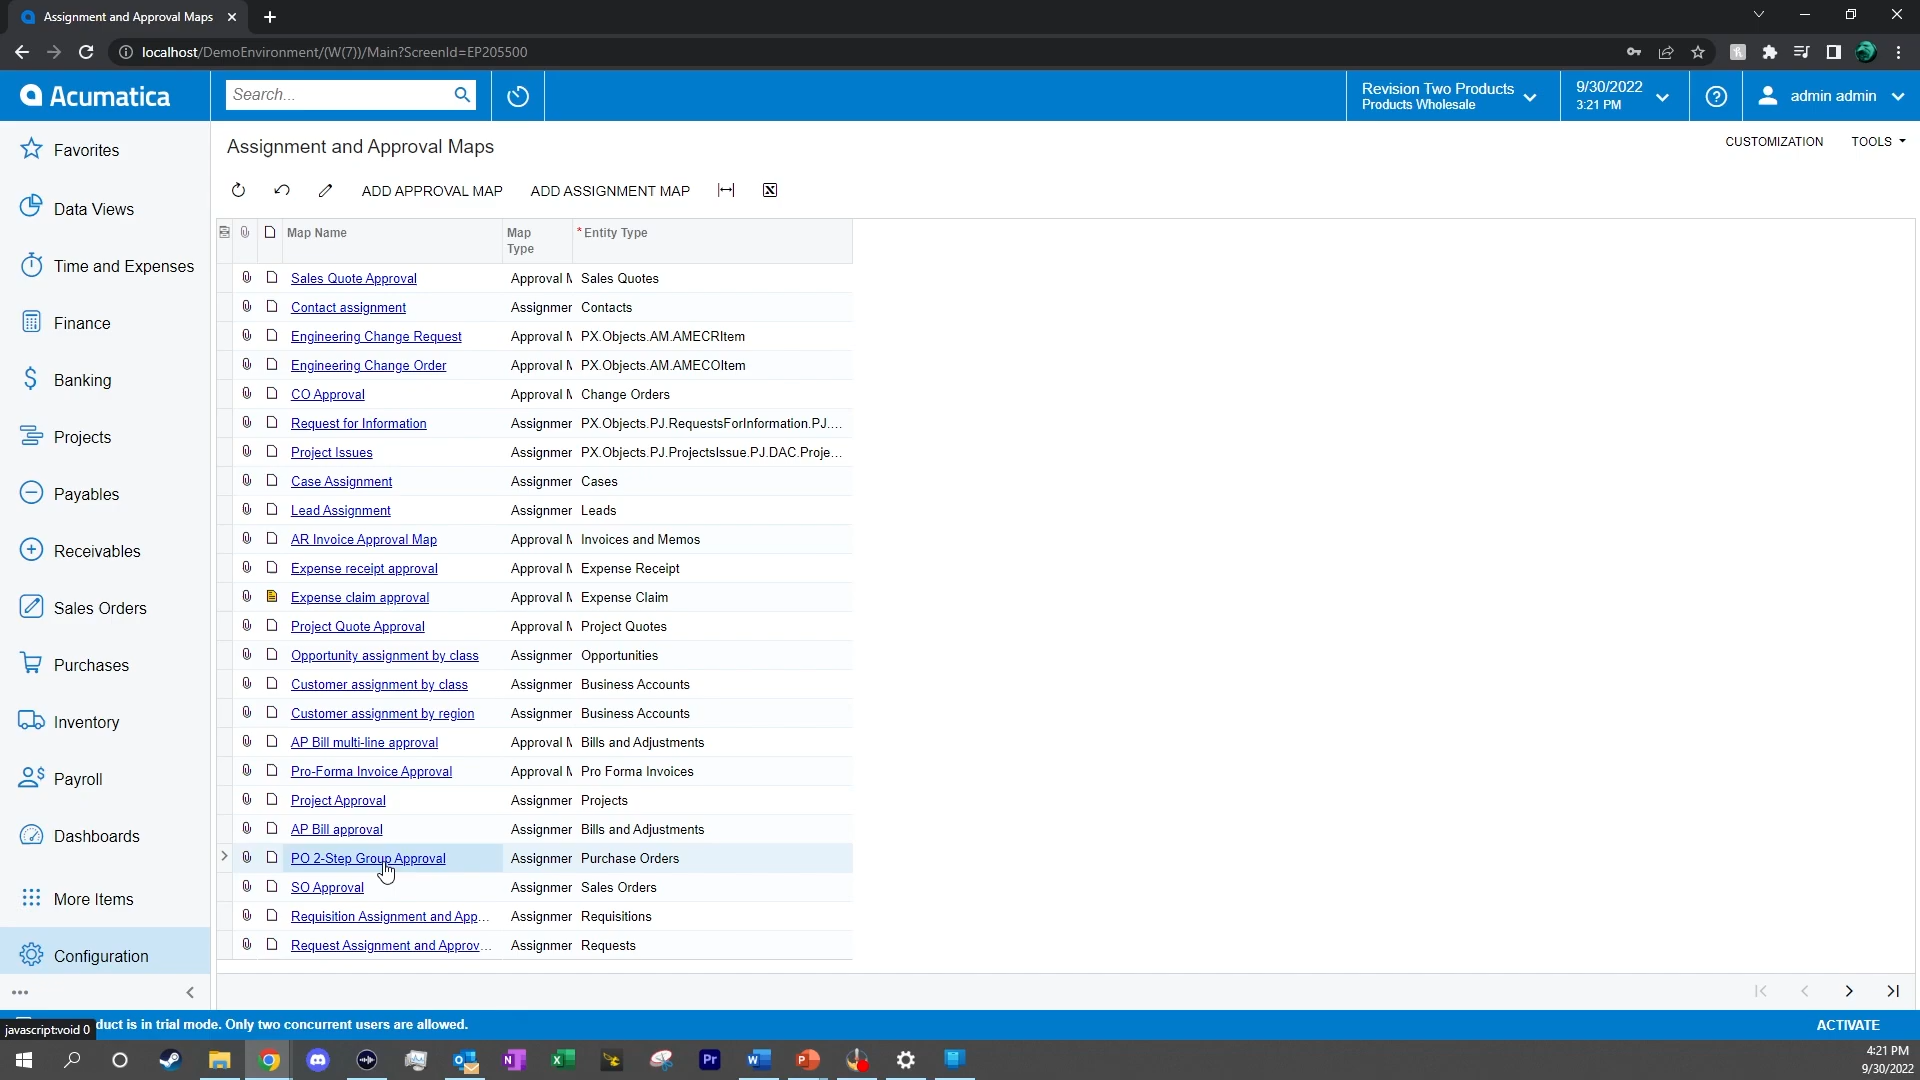 Assignment and Approval Maps
localhost/DemoEnvironment/(W(7))/Main?ScreenId=EP205500
Acumatica
Search...
Revision Two Products
Products Wholesale
9/30/2022
3:21 PM
admin admin
Favorites
Data Views
Time and Expenses
Finance
Banking
Projects
Payables
Receivables
Sales Orders
Purchases
Inventory
Payroll
Dashboards
More Items
Configuration
Assignment and Approval Maps
CUSTOMIZATION TOOLS
ADD APPROVAL MAP ADD ASSIGNMENT MAP
Map Name Map Type * Entity Type
Sales Quote Approval Approval M Sales Quotes
Contact assignment Assignmer Contacts
Engineering Change Request Approval M PX.Objects.AM.AMECRItem
Engineering Change Order Approval M PX.Objects.AM.AMECOItem
CO Approval Approval M Change Orders
Request for Information Assignmer PX.Objects.PJ.RequestsForInformation.PJ....
Project Issues Assignmer PX.Objects.PJ.ProjectsIssue.PJ.DAC.Proje...
Case Assignment Assignmer Cases
Lead Assignment Assignmer Leads
AR Invoice Approval Map Approval M Invoices and Memos
Expense receipt approval Approval M Expense Receipt
Expense claim approval Approval M Expense Claim
Project Quote Approval Approval M Project Quotes
Opportunity assignment by class Assignmer Opportunities
Customer assignment by class Assignmer Business Accounts
Customer assignment by region Assignmer Business Accounts
AP Bill multi-line approval Approval M Bills and Adjustments
Pro-Forma Invoice Approval Approval M Pro Forma Invoices
Project Approval Assignmer Projects
AP Bill approval Assignmer Bills and Adjustments
PO 2-Step Group Approval Assignmer Purchase Orders
SO Approval Assignmer Sales Orders
Requisition Assignment and App... Assignmer Requisitions
Request Assignment and Approv... Assignmer Requests
javascript:void 0
duct is in trial mode. Only two concurrent users are allowed.
ACTIVATE
4:21 PM
9/30/2022